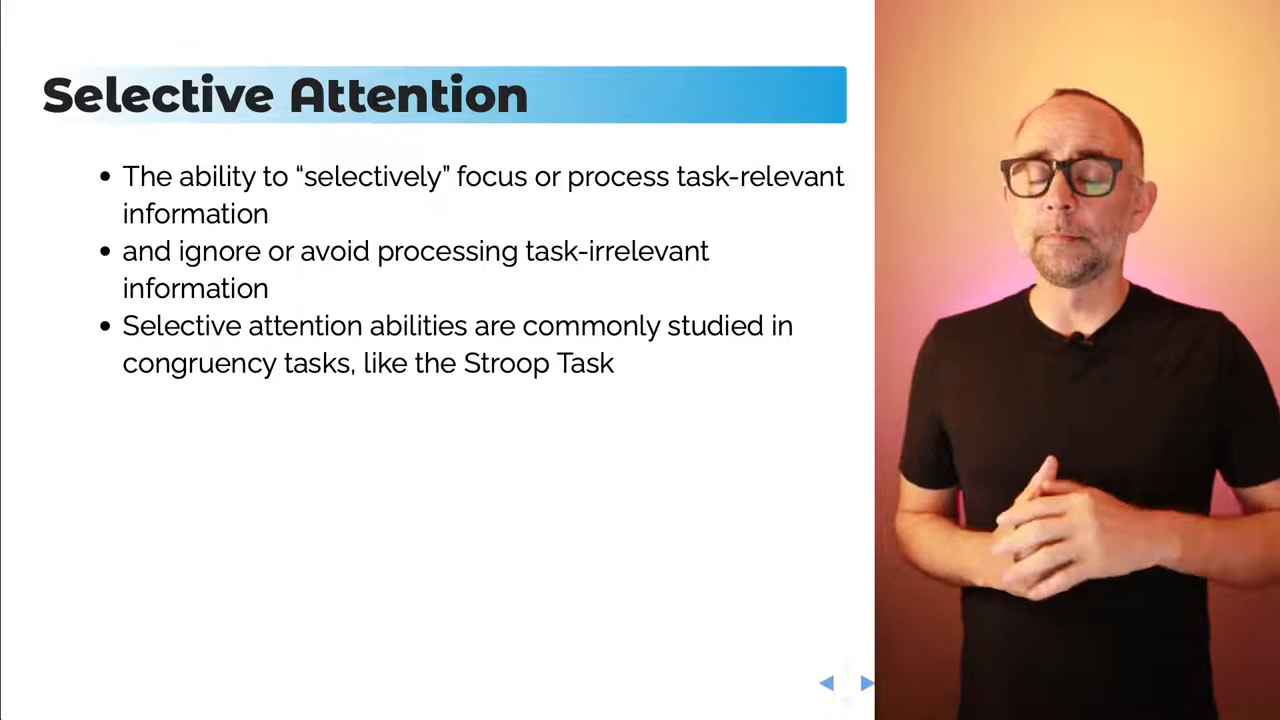 Selective Attention
• The ability to “selectively” focus or process task-relevant
information
• and ignore or avoid processing task-irrelevant
information
• Selective attention abilities are commonly studied in
congruency tasks, like the Stroop Task